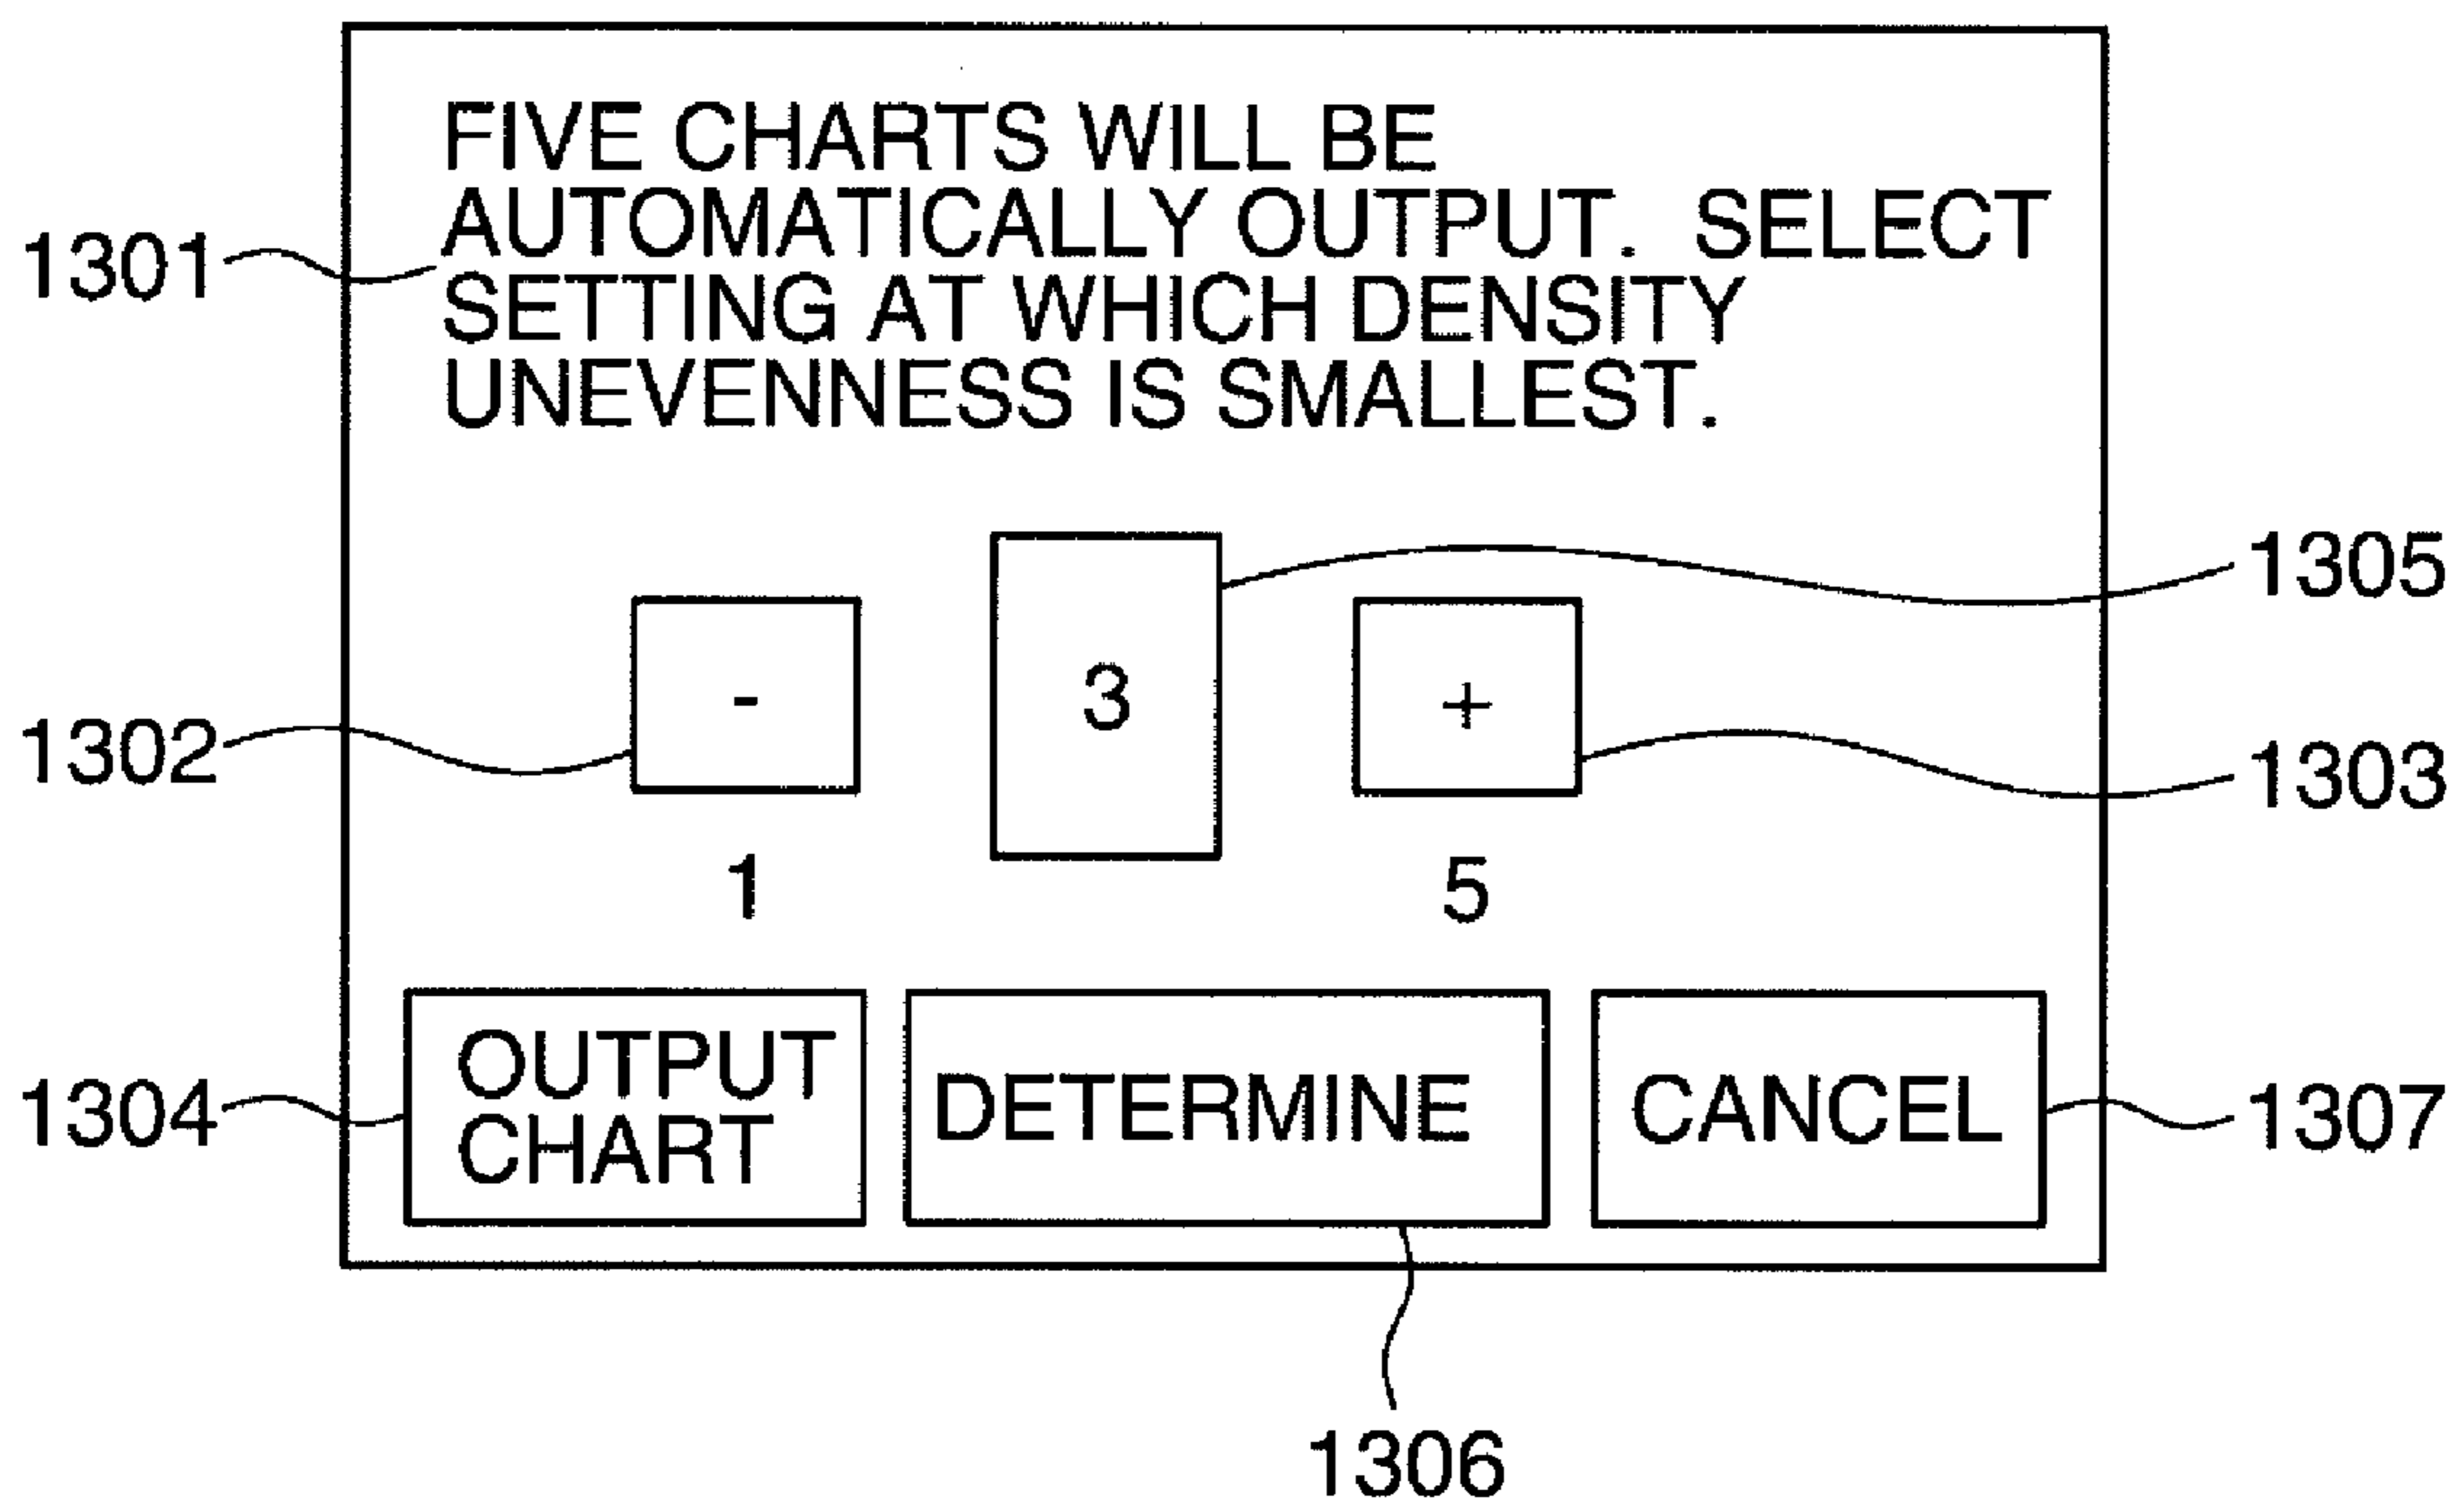 FIVE CHARTS WILL BE
AUTOMATICALLY OUTPUT. SELECT
SETTING AT WHICH DENSITY
UNEVENNESS IS SMALLEST.
1301
1305
-
3
+
1302
1303
1
5
OUTPUT
CHART
DETERMINE
CANCEL
1304
1307
1306